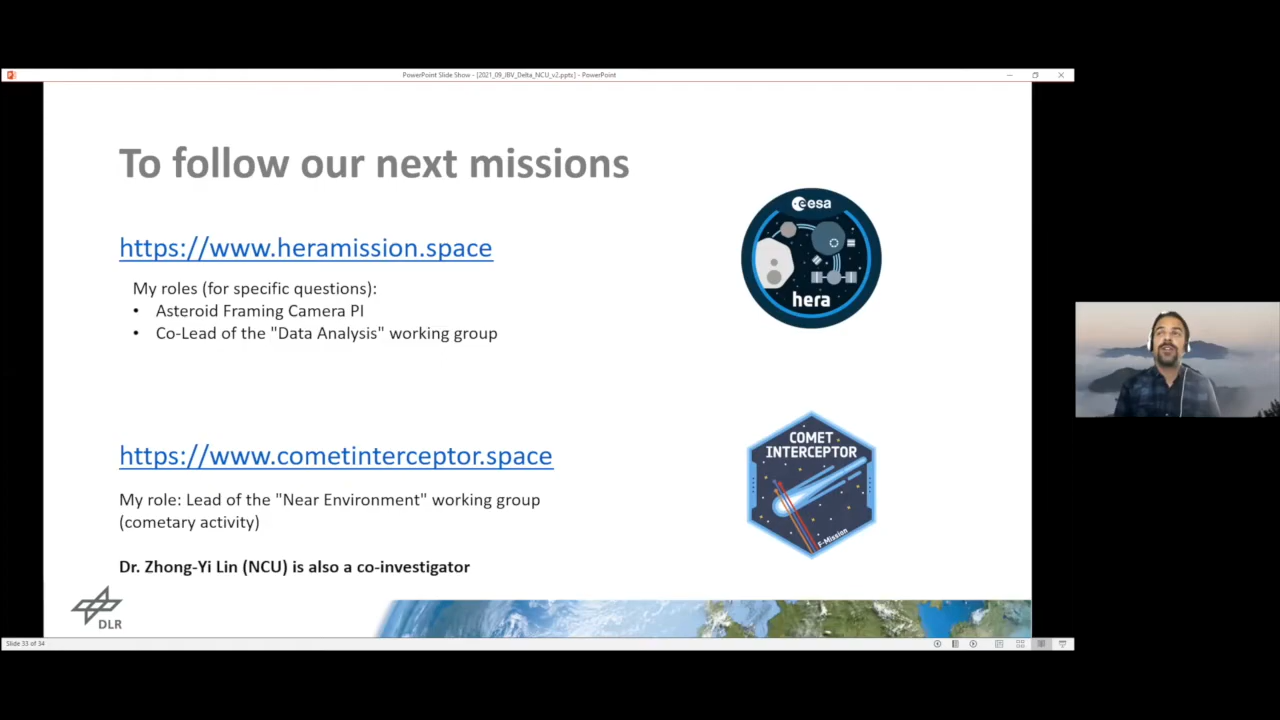 PowerPoint Slide Show - [2021_09_JBV_Delta_NCU_v2.pptx] - PowerPoint
To follow our next missions
https://www.heramission.space
My roles (for specific questions):
• Asteroid Framing Camera PI
• Co-Lead of the "Data Analysis" working group
esa
hera
https://www.cometinterceptor.space
My role: Lead of the "Near Environment" working group
(cometary activity)
Dr. Zhong-Yi Lin (NCU) is also a co-investigator
COMET
INTERCEPTOR
F-Mission
DLR
Slide 33 of 34